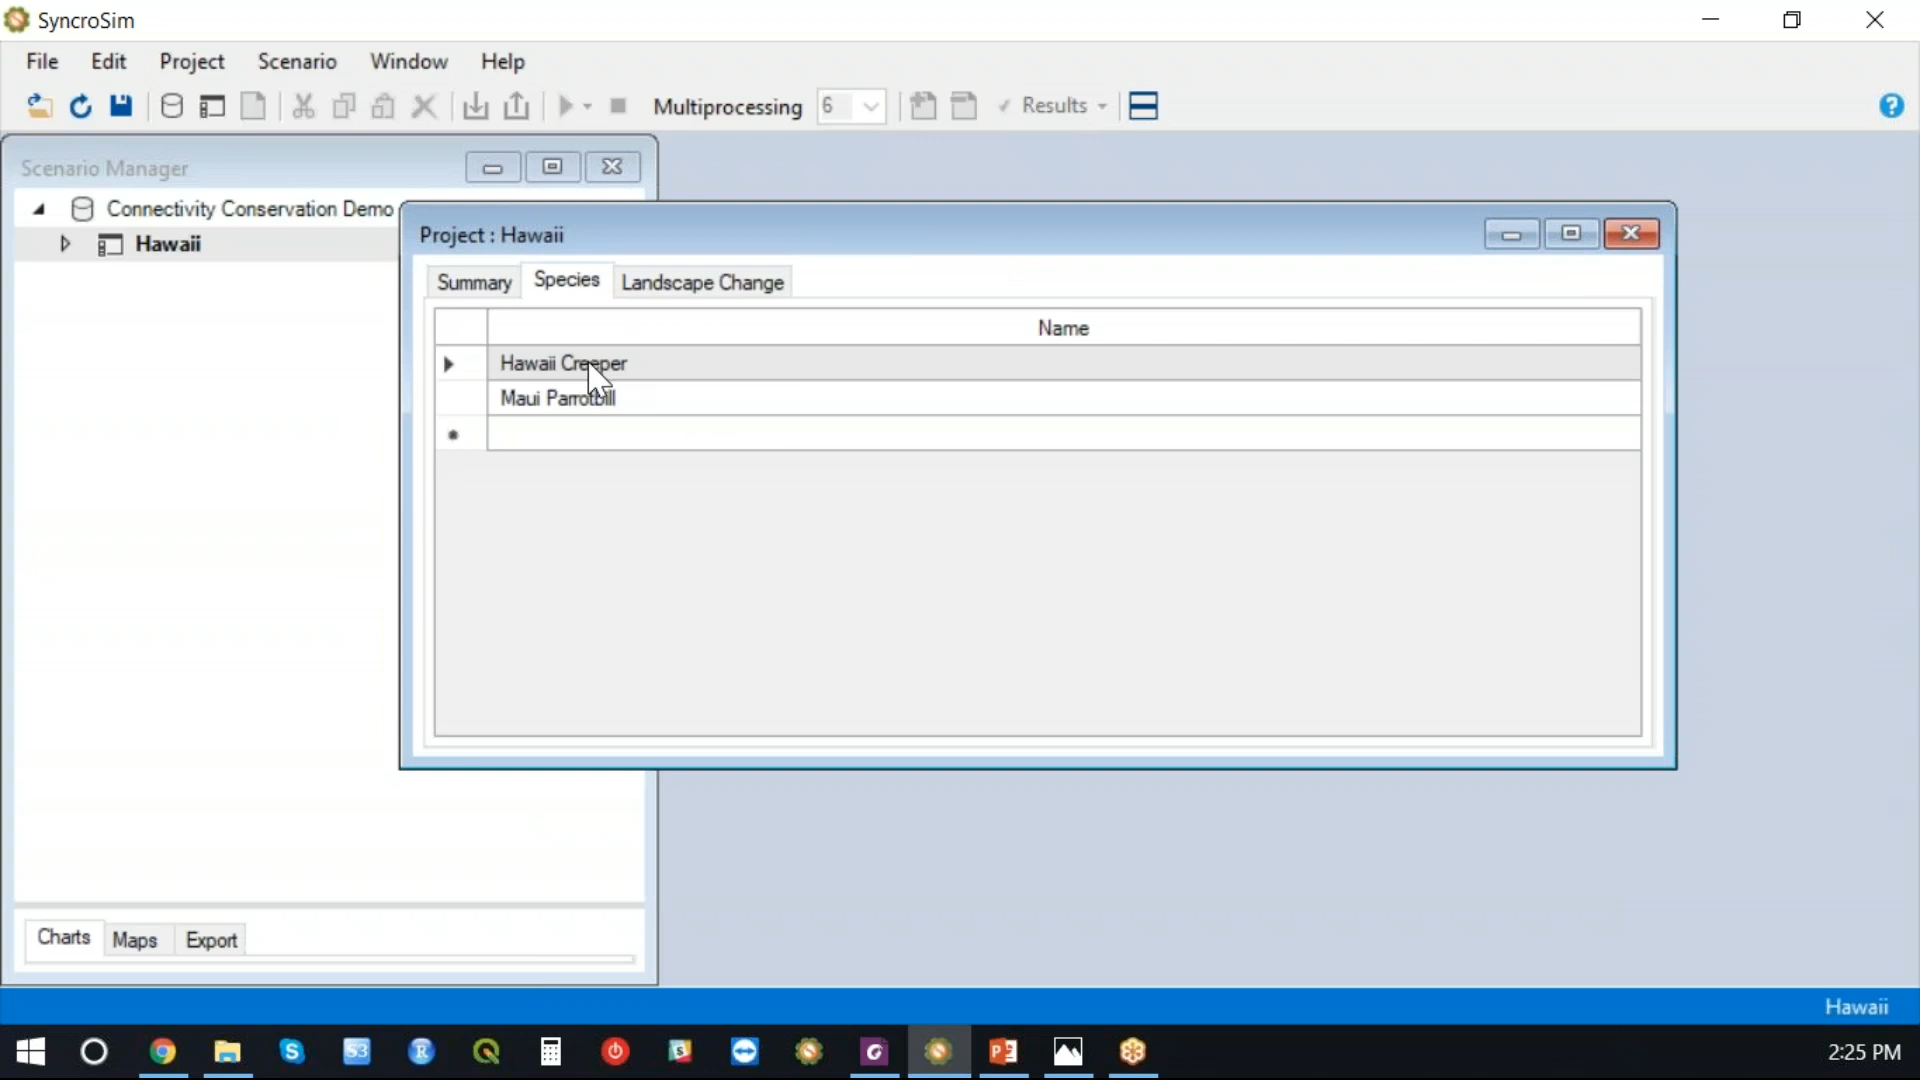 SyncroSim
File Edit Project Scenario Window Help
Multiprocessing 6 Results
Scenario Manager
Connectivity Conservation Demo
Hawaii
Project : Hawaii
Summary Species Landscape Change
Name
Hawaii Creeper
Maui Parrotbill
Charts Maps Export
Hawaii
2:25 PM